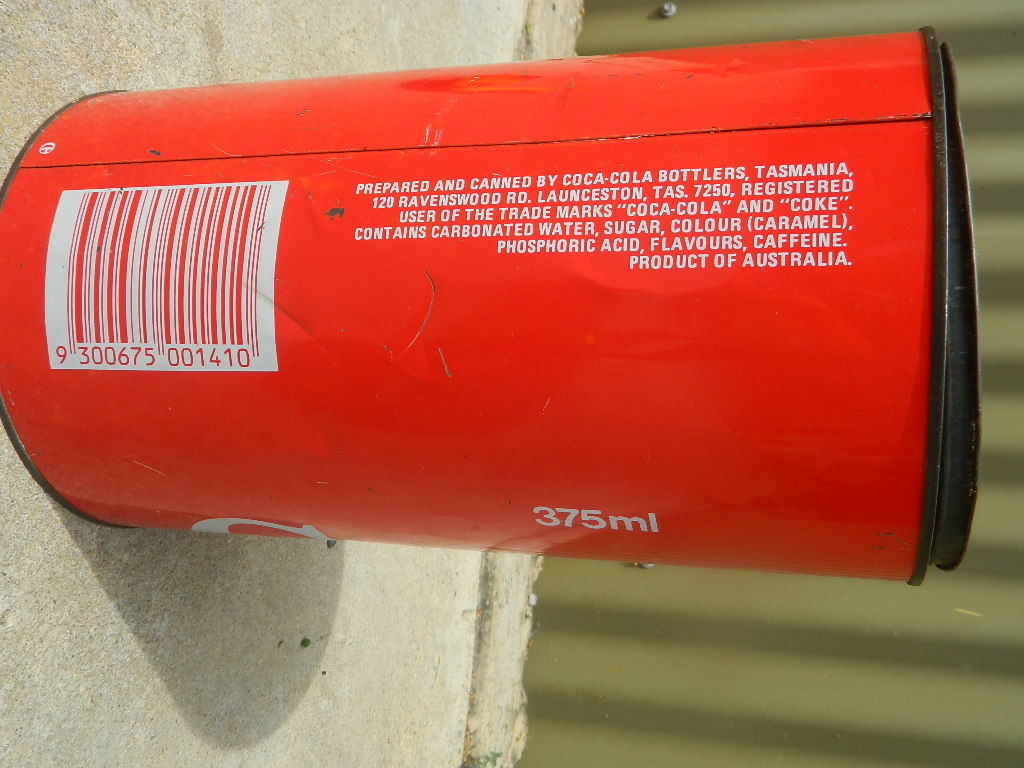 PREPARED AND CANNED BY COCA-COLA BOTTLERS, TASMANIA,
120 RAVENSWOOD RD. LAUNCESTON, TAS. 7250, REGISTERED
USER OF THE TRADE MARKS "COCA-COLA" AND "COKE".
CONTAINS CARBONATED WATER, SUGAR, COLOUR (CARAMEL),
PHOSPHORIC ACID, FLAVOURS, CAFFEINE.
PRODUCT OF AUSTRALIA.
9 300675 001410
375ml